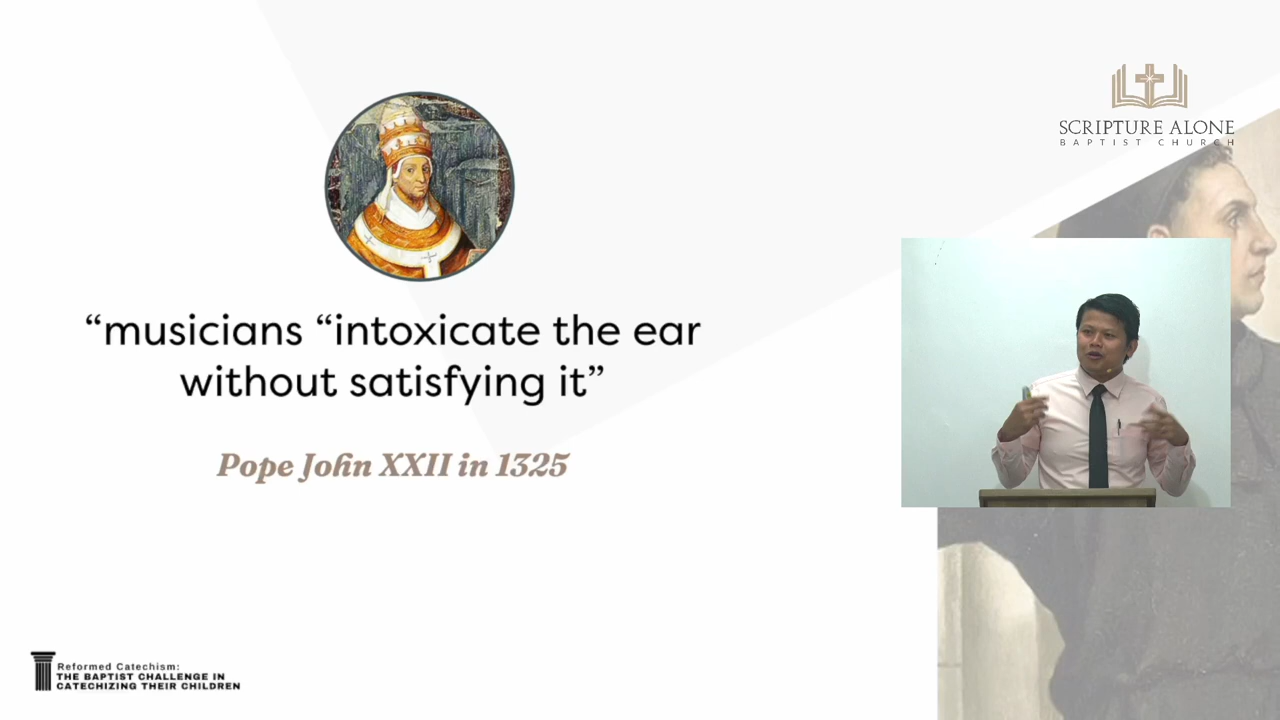 SCRIPTURE ALONE
BAPTIST CHURCH
“musicians “intoxicate the ear
without satisfying it”
Pope John XXII in 1325
Reformed Catechism:
THE BAPTIST CHALLENGE IN
CATECHIZING THEIR CHILDREN